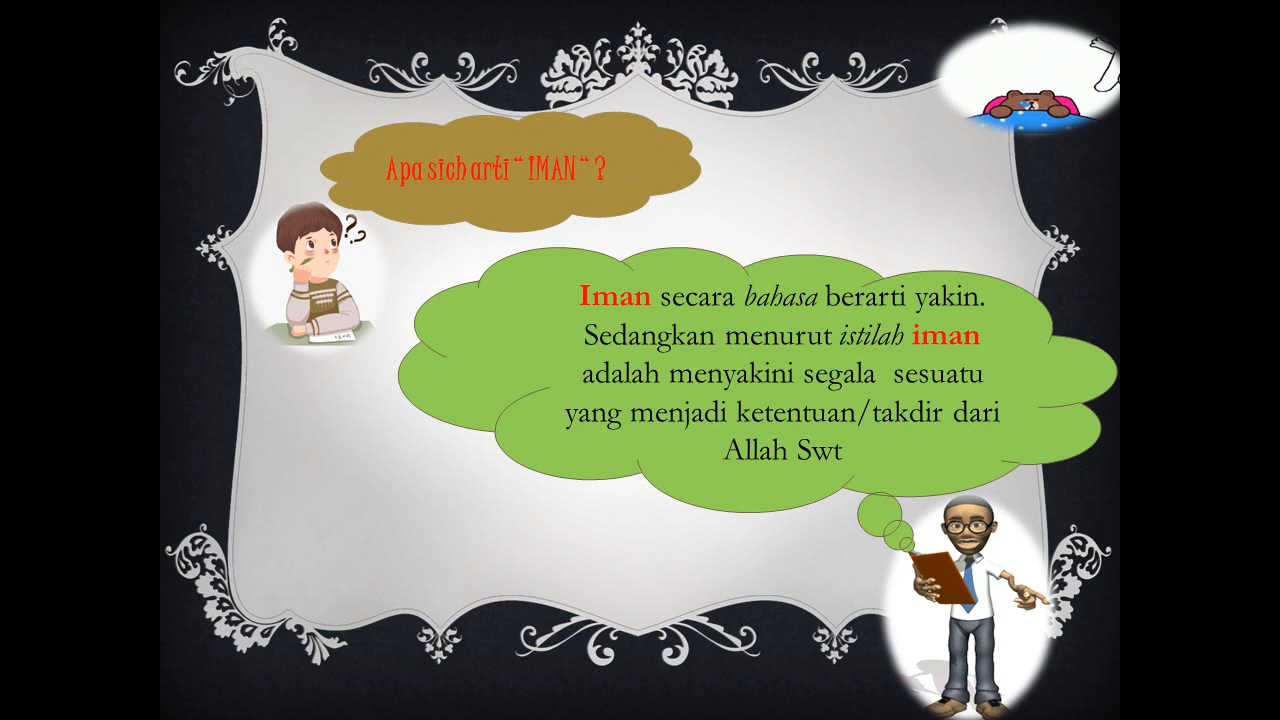 Apa sich arti “ IMAN “ ?
Iman secara bahasa berarti yakin.
Sedangkan menurut istilah iman
adalah menyakini segala  sesuatu
yang menjadi ketentuan/takdir dari
Allah Swt